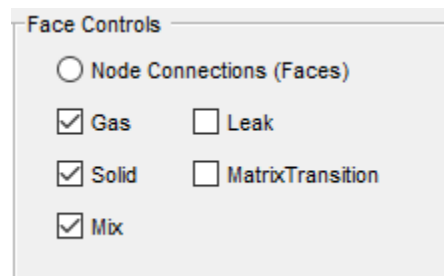 Face Controls
Node Connections (Faces)
Gas Leak
Solid MatrixTransition
Mix